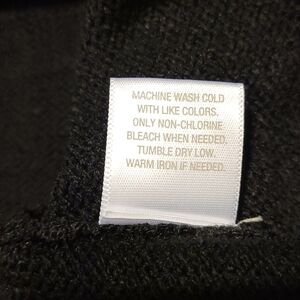 MACHINE WASH COLD
WITH LIKE COLORS.
ONLY NON-CHLORINE
BLEACH WHEN NEEDED.
TUMBLE DRY LOW.
WARM IRON IF NEEDED.